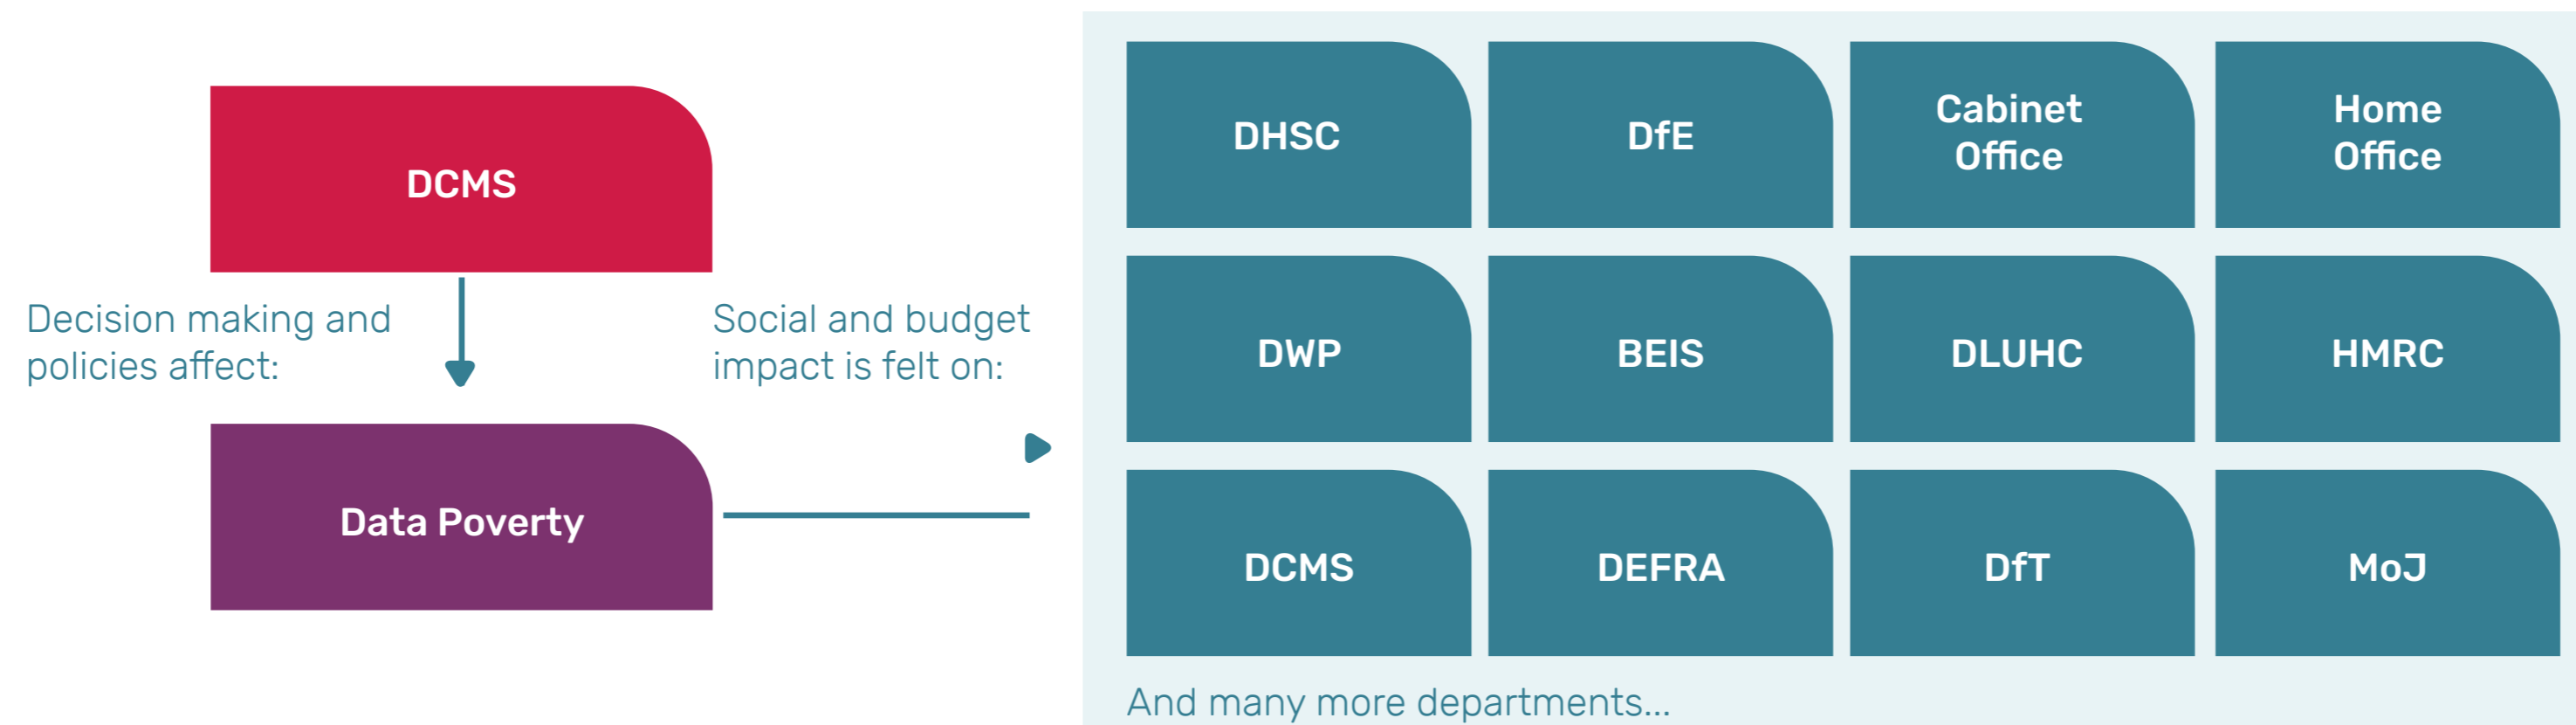 DCMS
Decision making and
policies affect:
Data Poverty
Social and budget
impact is felt on:
DHSC
DfE
Cabinet
Office
Home
Office
DWP
BEIS
DLUHC
HMRC
DCMS
DEFRA
DfT
MoJ
And many more departments...